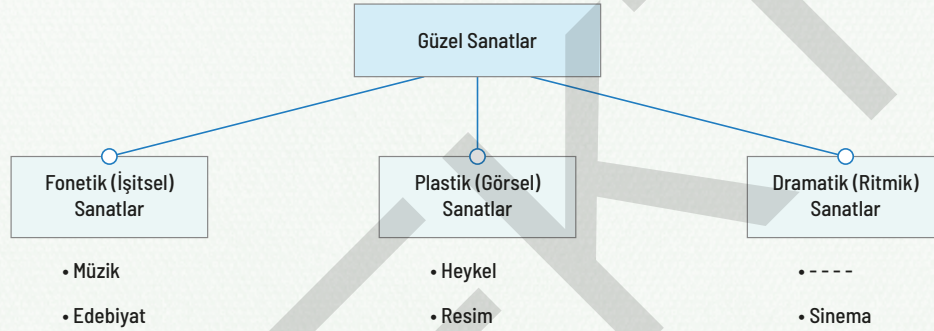 Güzel Sanatlar
Fonetik (İşitsel)
Sanatlar
Plastik (Görsel)
Sanatlar
Dramatik (Ritmik)
Sanatlar
• Müzik
• Edebiyat
• Heykel
• Resim
• - - - -
• Sinema